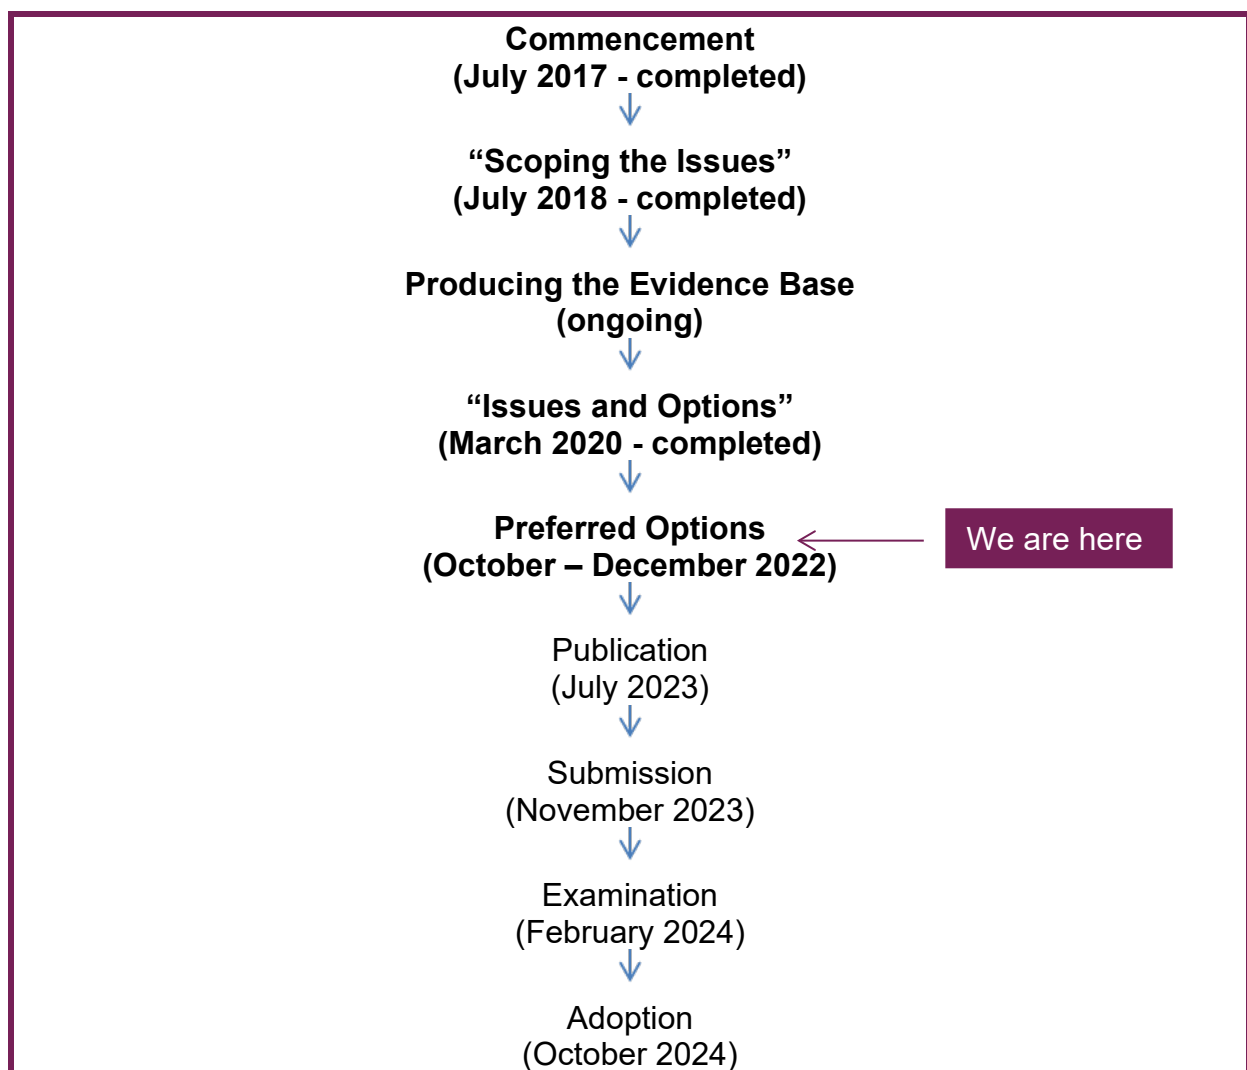 Commencement
(July 2017 - completed)
“Scoping the Issues”
(July 2018 - completed)
Producing the Evidence Base
(ongoing)
“Issues and Options”
(March 2020 - completed)
Preferred Options
(October – December 2022)
We are here
Publication
(July 2023)
Submission
(November 2023)
Examination
(February 2024)
Adoption
(October 2024)